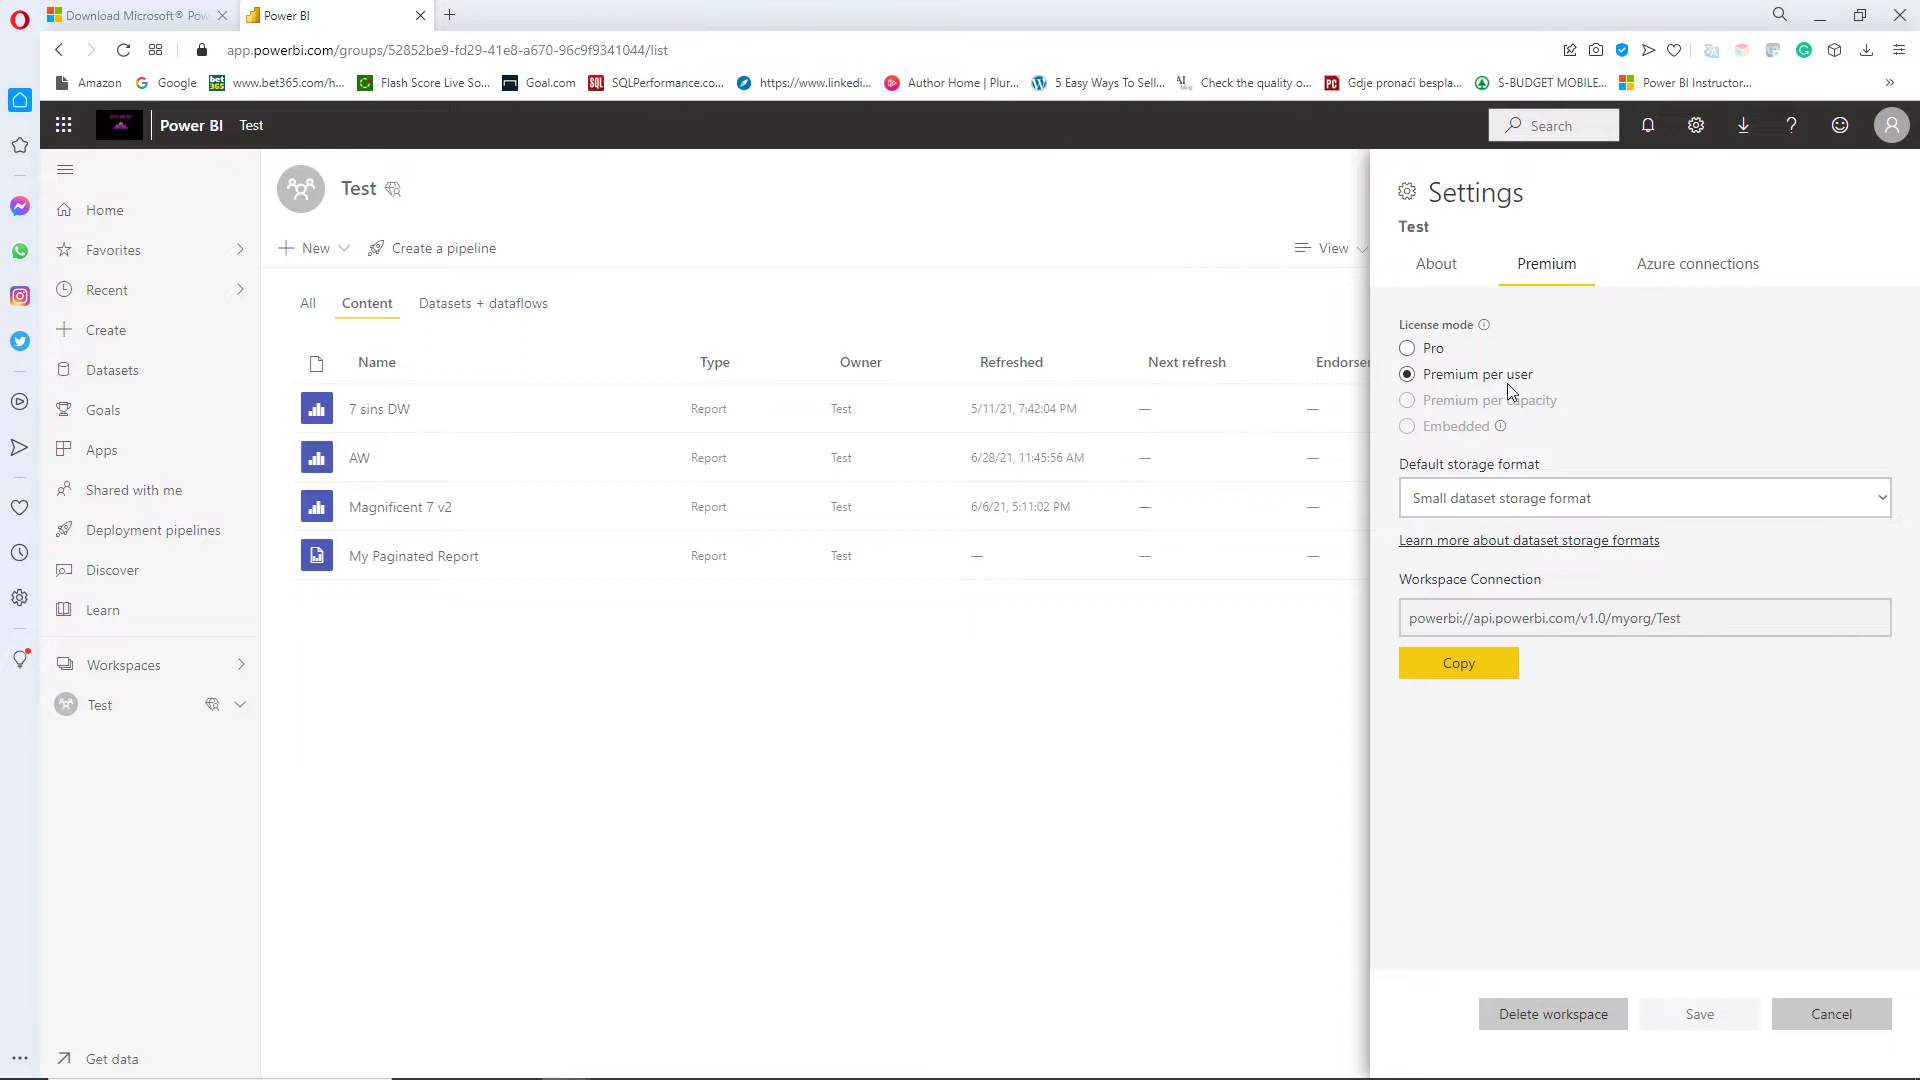 Download Microsoft® Pow
Power BI
app.powerbi.com/groups/52852be9-fd29-41e8-a670-96c9f9341044/list
Amazon
Google
bet365
www.bet365.com/h...
Flash Score Live So...
Goal.com
SQL
SQLPerformance.co...
https://www.linkedi...
Author Home | Plur...
5 Easy Ways To Sell...
Check the quality o...
PC
Gdje pronaći bespla...
S-BUDGET MOBILE...
Power BI Instructor...
Power BI
Test
Search
Test
New
Create a pipeline
View
All
Content
Datasets + dataflows
Name
Type
Owner
Refreshed
Next refresh
Endorse
7 sins DW
Report
Test
5/11/21, 7:42:04 PM
—
—
AW
Report
Test
6/28/21, 11:45:56 AM
—
—
Magnificent 7 v2
Report
Test
6/6/21, 5:11:02 PM
—
—
My Paginated Report
Report
Test
—
—
—
Home
Favorites
Recent
Create
Datasets
Goals
Apps
Shared with me
Deployment pipelines
Discover
Learn
Workspaces
Test
Get data
Settings
Test
About
Premium
Azure connections
License mode
Pro
Premium per user
Premium per capacity
Embedded
Default storage format
Small dataset storage format
Learn more about dataset storage formats
Workspace Connection
powerbi://api.powerbi.com/v1.0/myorg/Test
Copy
Delete workspace
Save
Cancel